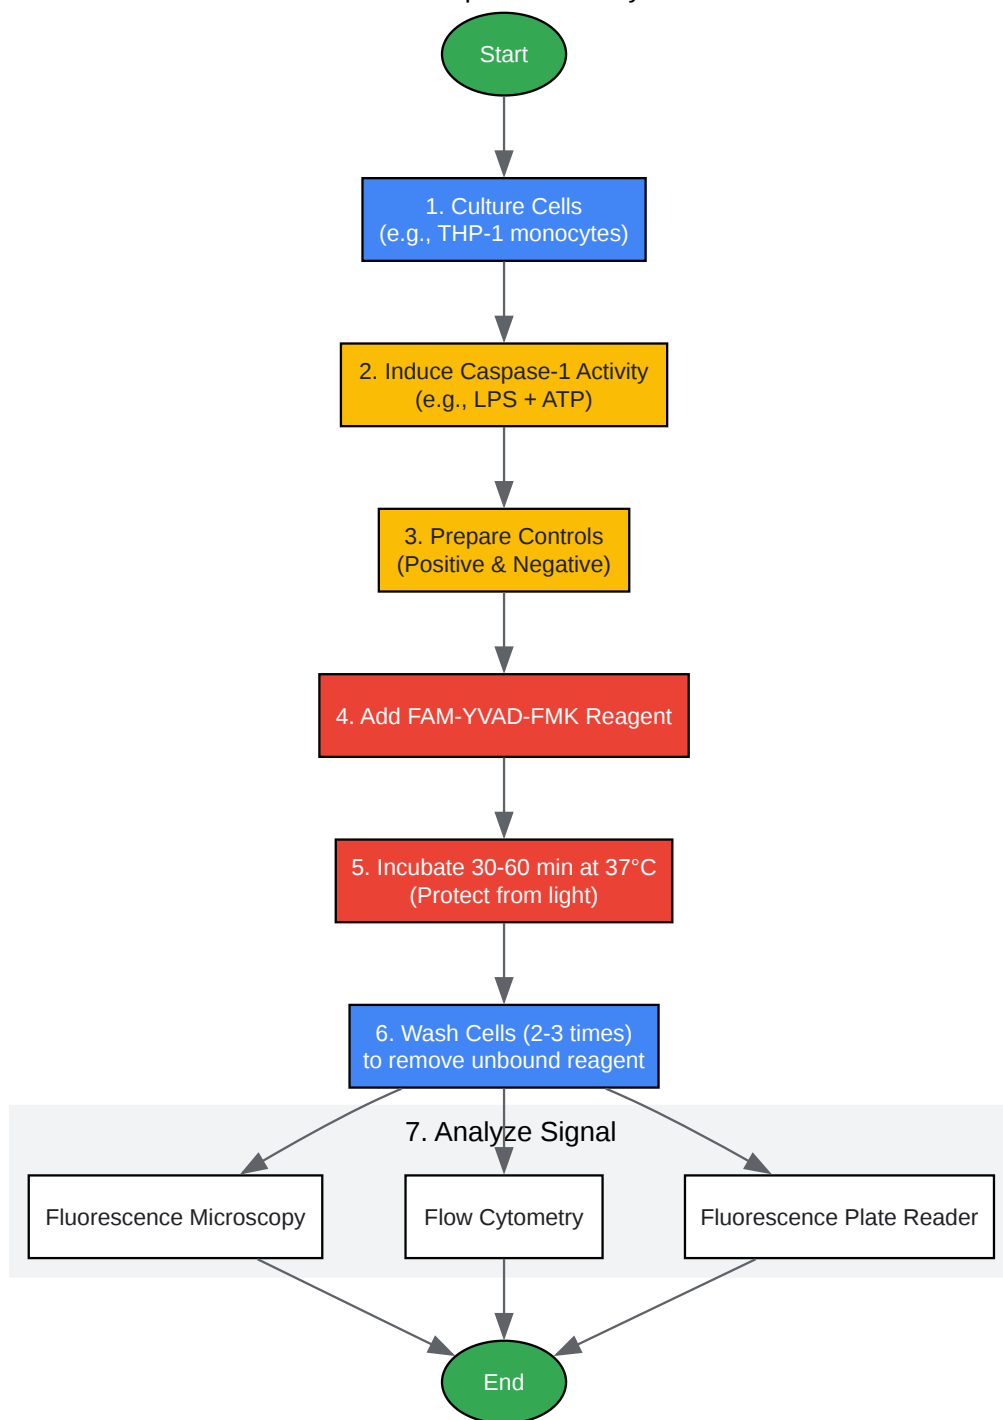 Start
1. Culture Cells
(e.g., THP-1 monocytes)
2. Induce Caspase-1 Activity
(e.g., LPS + ATP)
3. Prepare Controls
(Positive & Negative)
4. Add FAM-YVAD-FMK Reagent
5. Incubate 30-60 min at 37°C
(Protect from light)
6. Wash Cells (2-3 times)
to remove unbound reagent
7. Analyze Signal
Fluorescence Microscopy
Flow Cytometry
Fluorescence Plate Reader
End